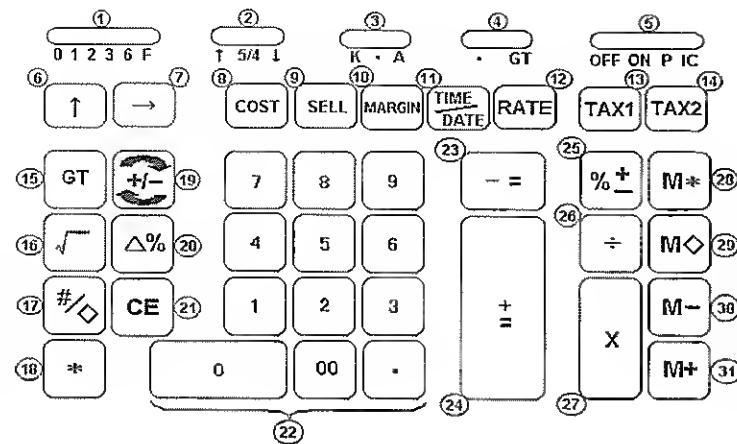 ① ② ③ ④ ⑤
0 1 2 3 6 F ↑ 5/4 ↓ K · A · GT OFF ON P IC
⑥ ⑦ ⑧ ⑨ ⑩ ⑪ ⑫ ⑬ ⑭
↑ → COST SELL MARGIN TIME/DATE RATE TAX1 TAX2
㉓ ㉕
⑮ GT +/− ⑲ 7 8 9 − = %± M* ㉘
㉖
⑯ √ △% ⑳ 4 5 6 ÷ M◇ ㉙
⑰ #/◇ CE ㉑ 1 2 3 + = X M− ㉚
⑱ * 0 00 . M+ ㉛
㉔ ㉗
㉒